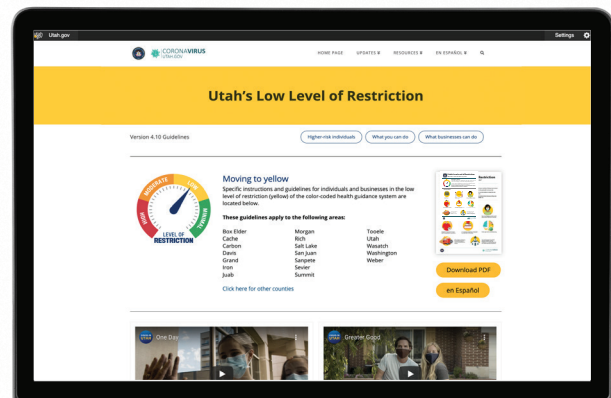 Utah.gov
Settings
CORONAVIRUS
UTAH.GOV
HOME PAGE
UPDATES
RESOURCES
EN ESPAÑOL
Utah's Low Level of Restriction
Version 4.10 Guidelines
Higher-risk individuals
What you can do
What businesses can do
HIGH
MODERATE
LOW
MINIMAL
LEVEL OF
RESTRICTION
Moving to yellow
Specific instructions and guidelines for individuals and businesses in the low
level of restriction (yellow) of the color-coded health guidance system are
located below.
These guidelines apply to the following areas:
Box Elder
Cache
Carbon
Davis
Grand
Iron
Juab
Morgan
Rich
Salt Lake
San Juan
Sanpete
Sevier
Summit
Tooele
Utah
Wasatch
Washington
Weber
Click here for other counties
Download PDF
en Español
One Day
Greater Good